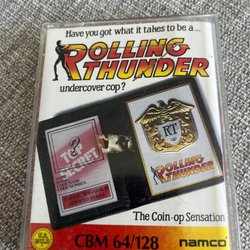 Have you got what it takes to be a ...
ROLLING
THUNDER
undercover cop?
TOP
SECRET
RT
ROLLING
THUNDER
The Coin-op Sensation
CBM 64/128
namco